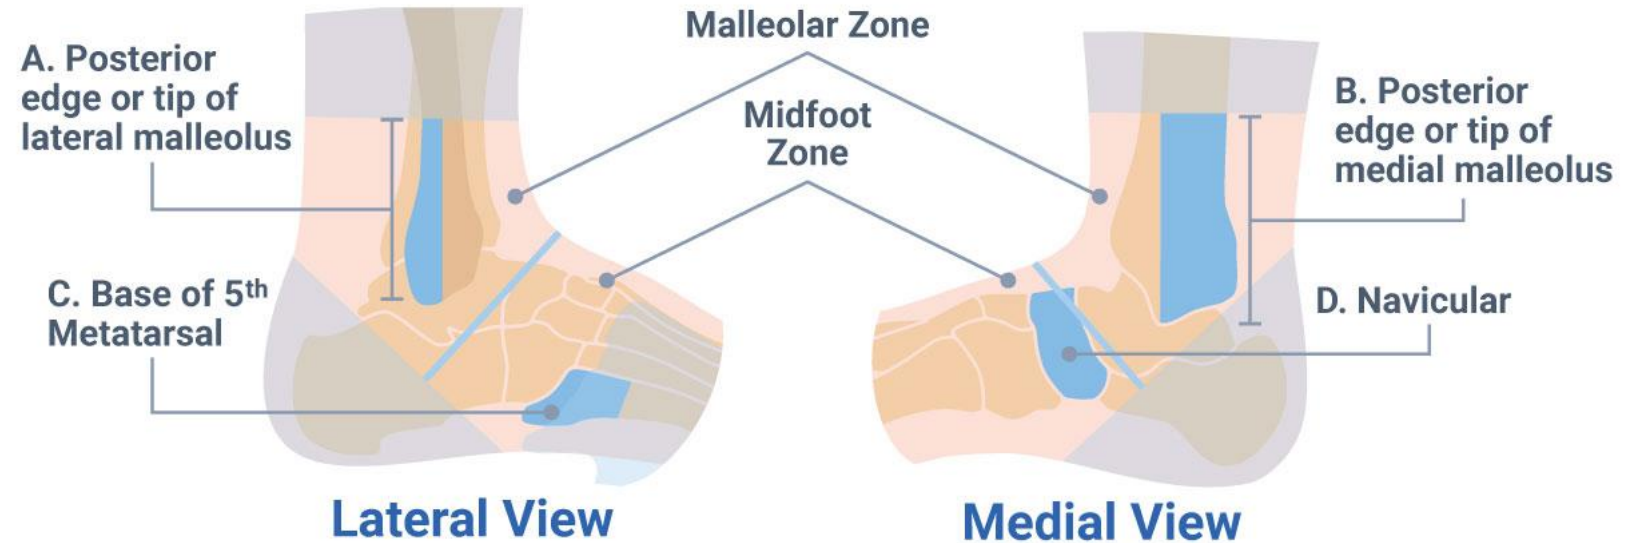 Malleolar Zone
A. Posterior
edge or tip of
lateral malleolus
Midfoot
Zone
B. Posterior
edge or tip of
medial malleolus
C. Base of 5th
Metatarsal
D. Navicular
Lateral View
Medial View